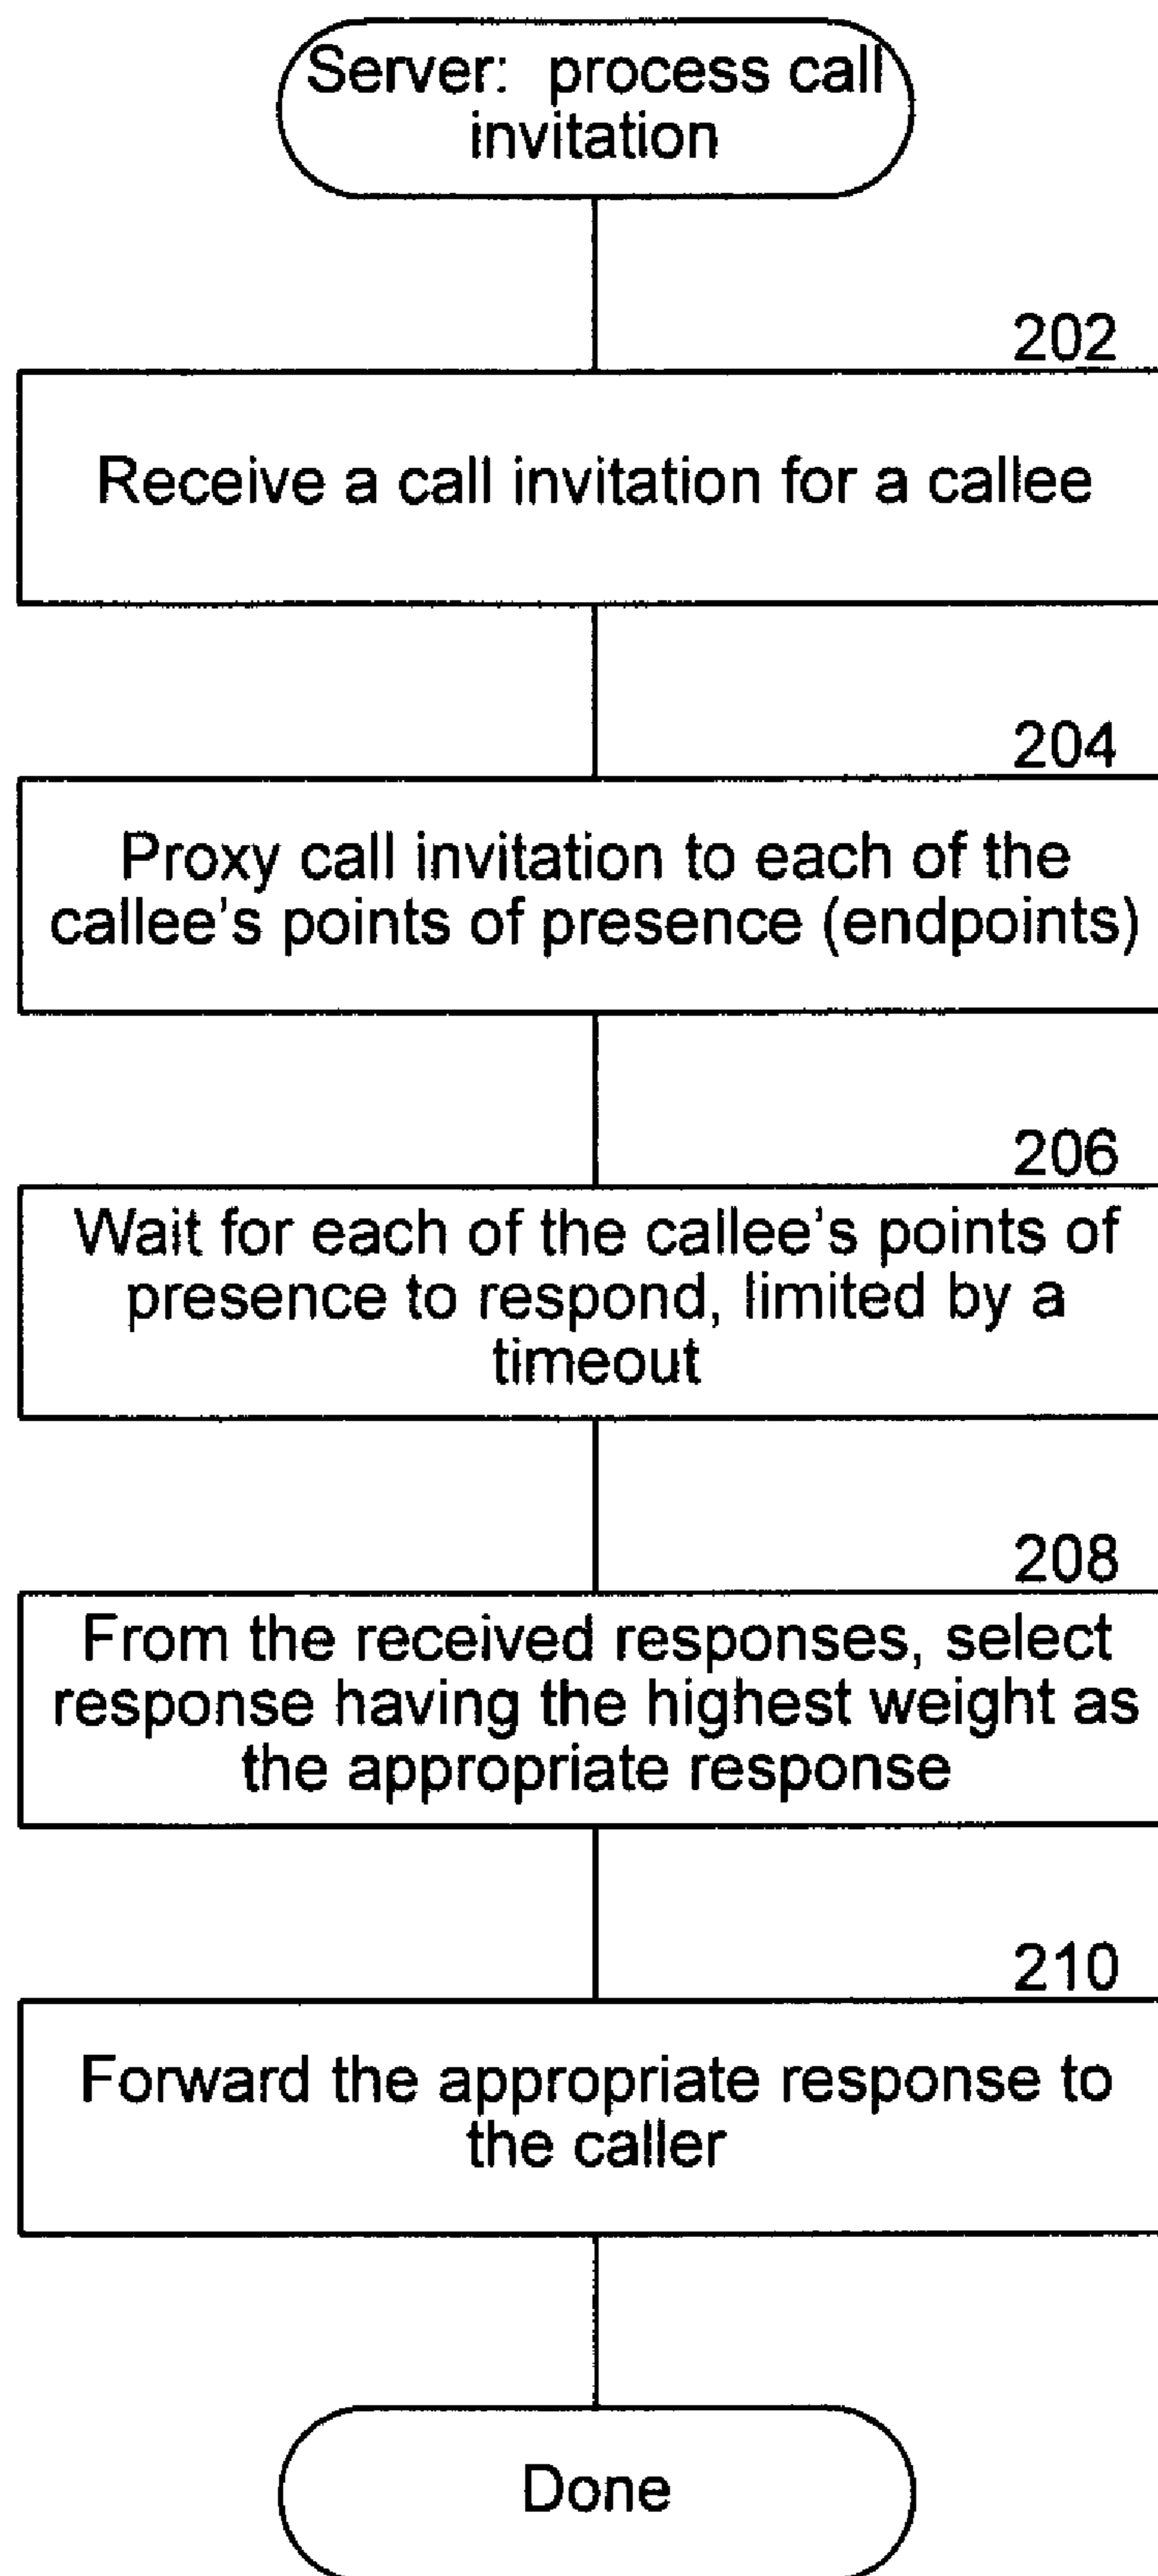 Server: process call
invitation
202
Receive a call invitation for a callee
204
Proxy call invitation to each of the
callee's points of presence (endpoints)
206
Wait for each of the callee's points of
presence to respond, limited by a
timeout
208
From the received responses, select
response having the highest weight as
the appropriate response
210
Forward the appropriate response to
the caller
Done